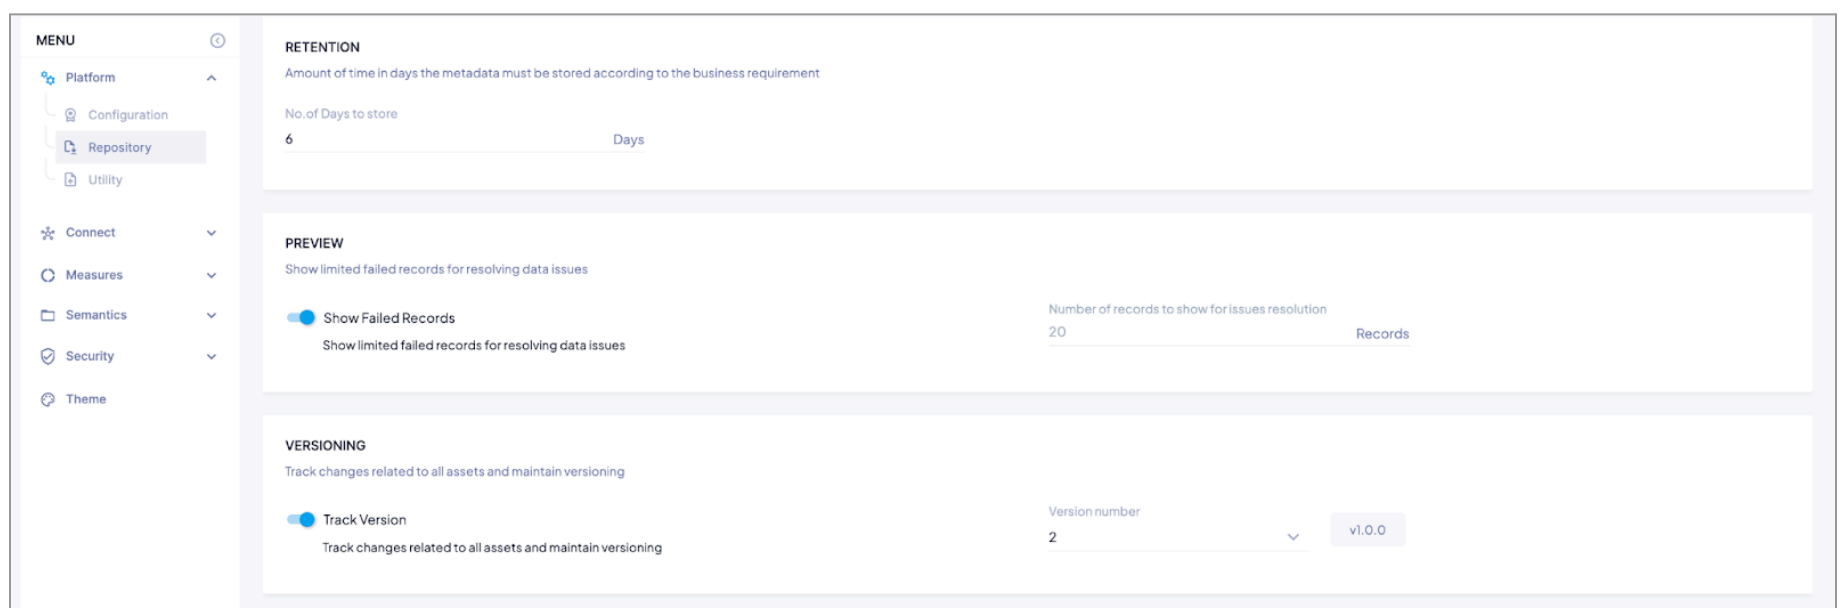 MENU
Platform
Configuration
Repository
Utility
Connect
Measures
Semantics
Security
Theme
RETENTION
Amount of time in days the metadata must be stored according to the business requirement
No.of Days to store
6 Days
PREVIEW
Show limited failed records for resolving data issues
Show Failed Records
Show limited failed records for resolving data issues
Number of records to show for issues resolution
20 Records
VERSIONING
Track changes related to all assets and maintain versioning
Track Version
Track changes related to all assets and maintain versioning
Version number
2 v1.0.0